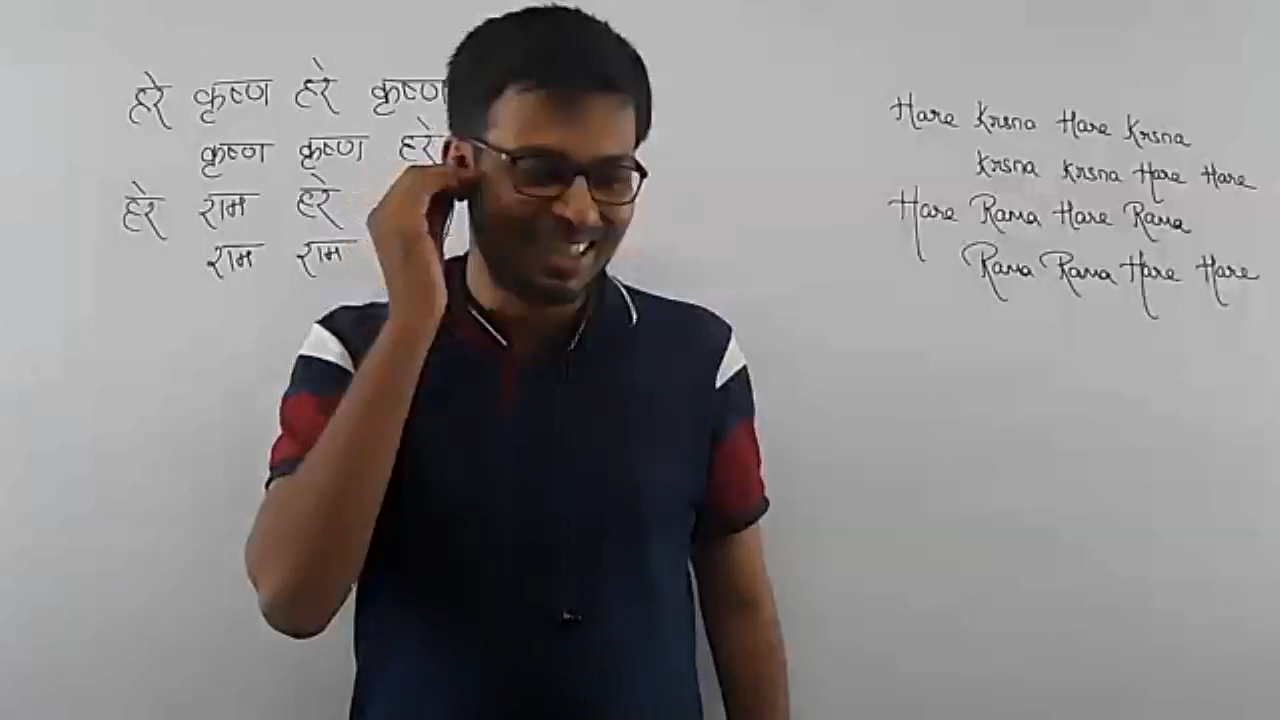 हरे कृष्ण हरे कृष्ण
कृष्ण कृष्ण हरे
हरे राम हरे
राम राम
Hare Krsna Hare Krsna
Krsna Krsna Hare Hare
Hare Rama Hare Rama
Rama Rama Hare Hare